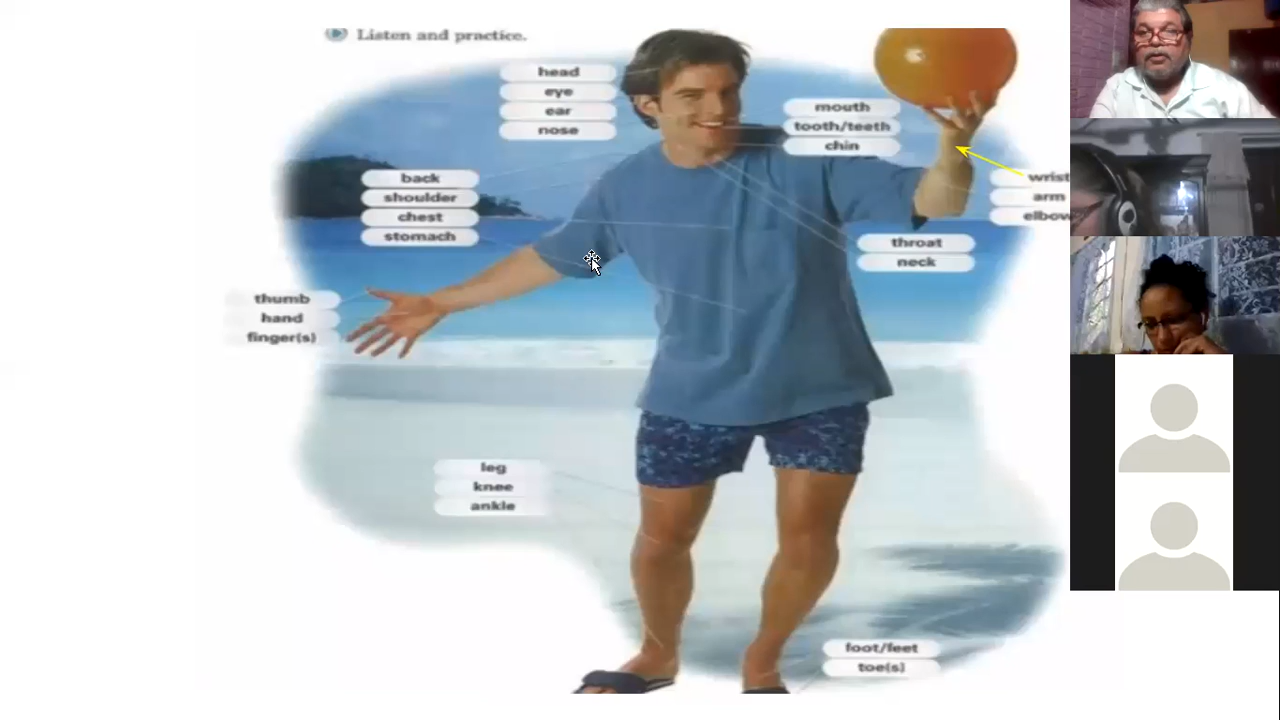 Listen and practice.
head
eye
ear
nose
mouth
tooth/teeth
chin
back
shoulder
chest
stomach
wrist
arm
elbow
throat
neck
thumb
hand
finger(s)
leg
knee
ankle
foot/feet
toe(s)